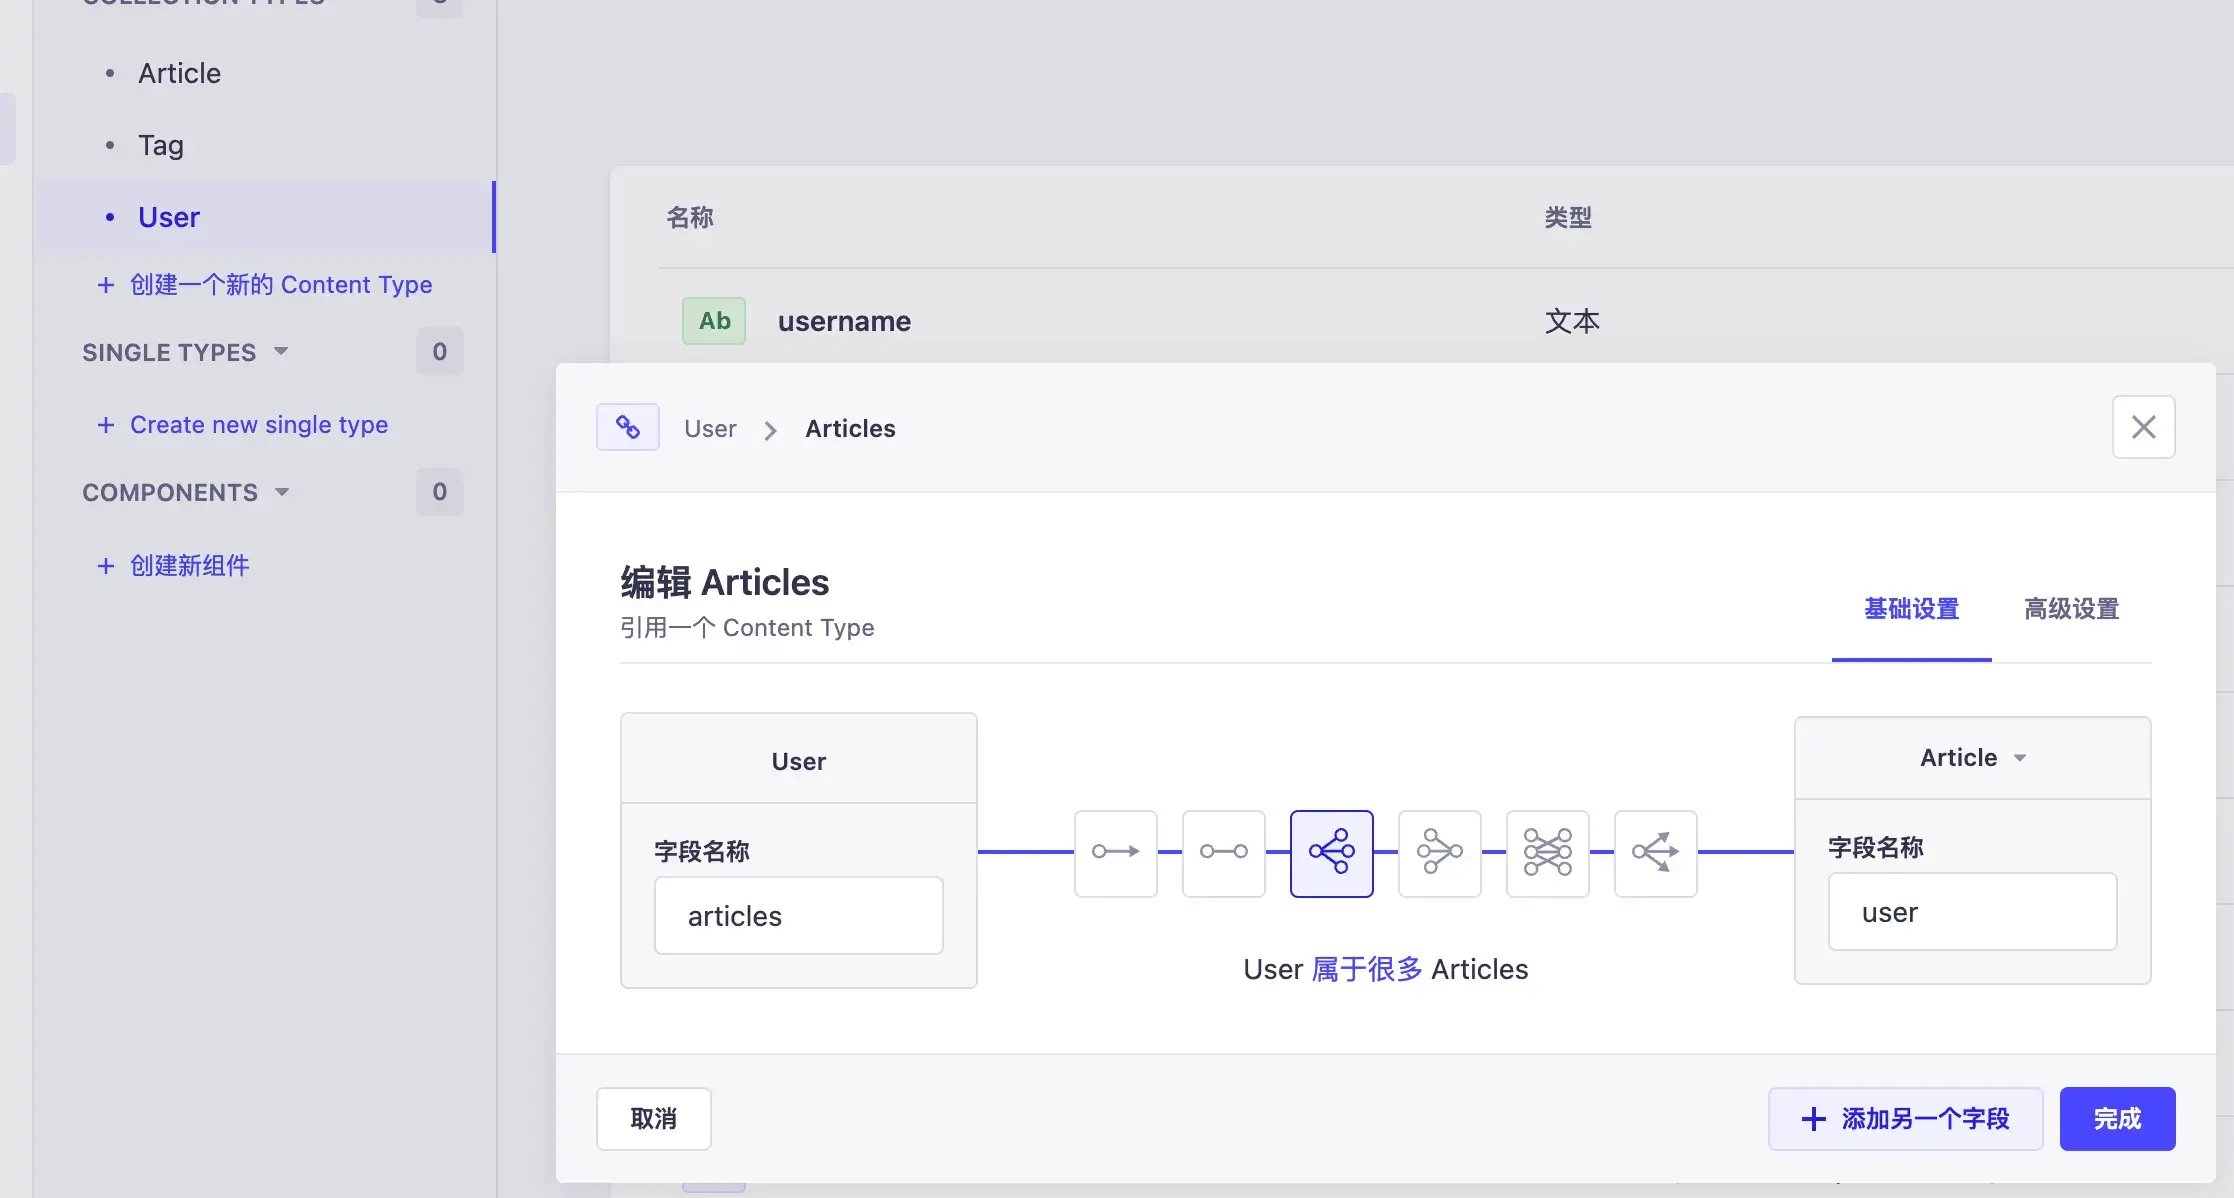 COLLECTION TYPES
Article
Tag
User
+ 创建一个新的 Content Type
SINGLE TYPES 0
+ Create new single type
COMPONENTS 0
+ 创建新组件
名称 类型
Ab username 文本
User > Articles
编辑 Articles
引用一个 Content Type
基础设置 高级设置
User
字段名称
articles
User 属于很多 Articles
Article
字段名称
user
取消
+ 添加另一个字段
完成